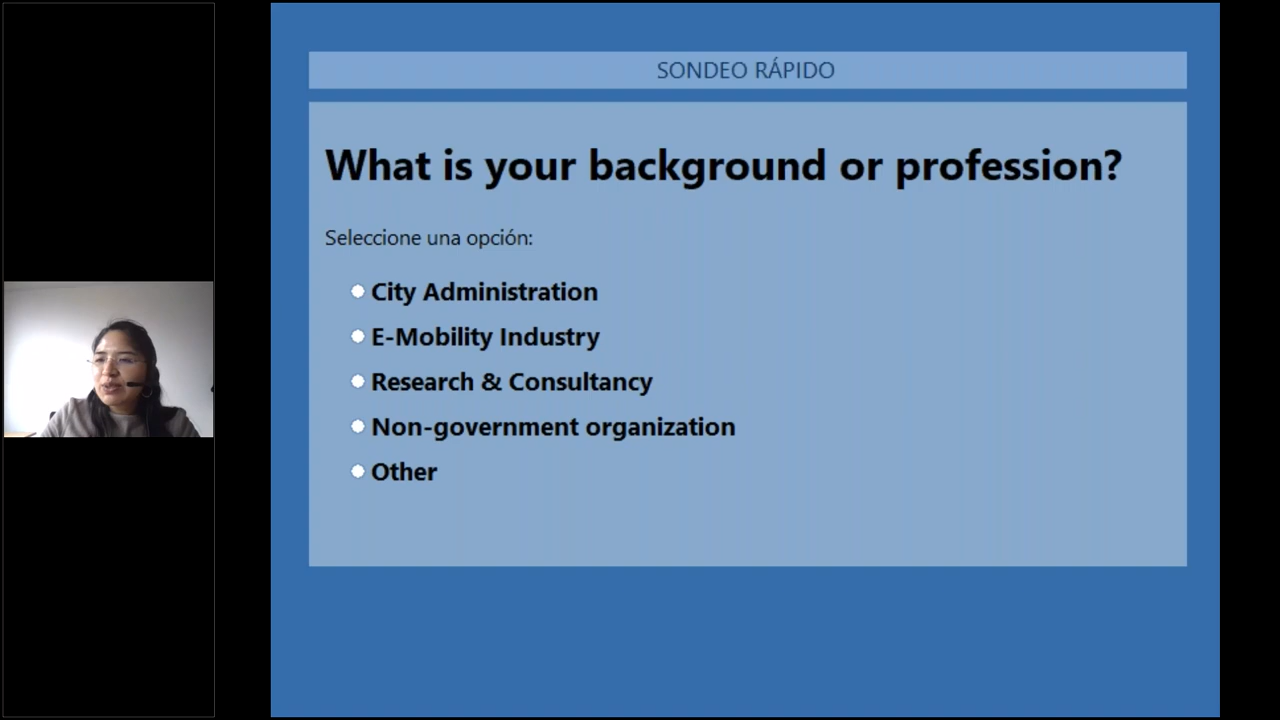 SONDEO RÁPIDO
What is your background or profession?
Seleccione una opción:
City Administration
E-Mobility Industry
Research & Consultancy
Non-government organization
Other